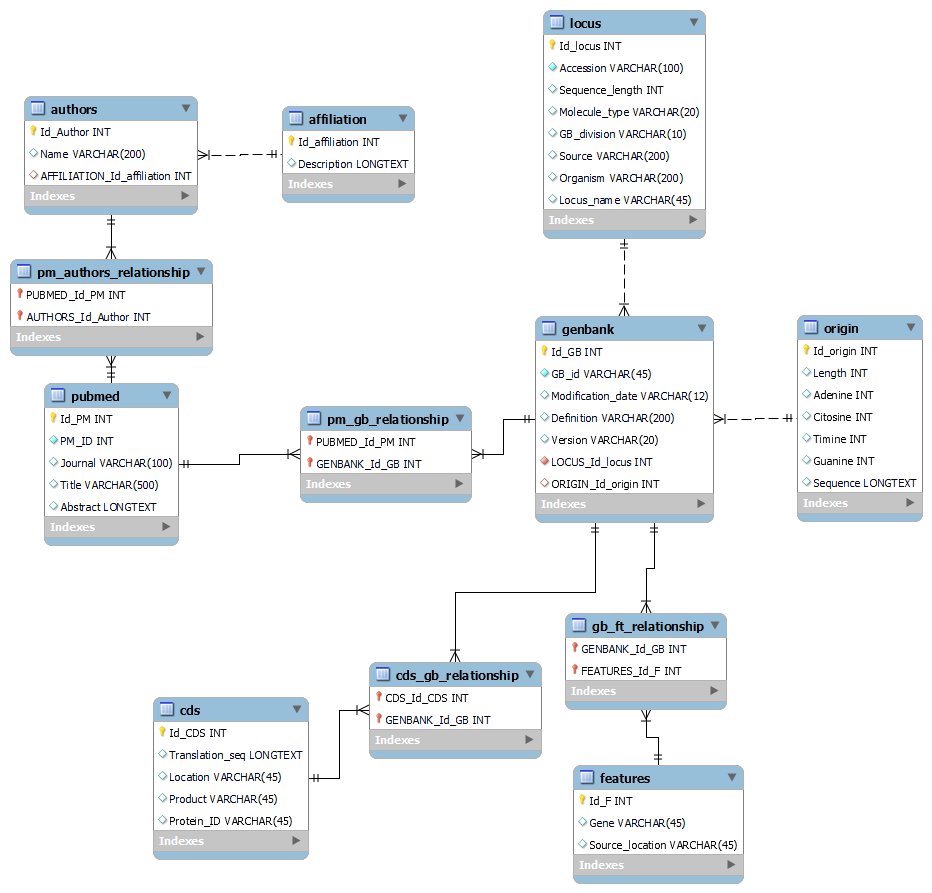 locus
Id_locus INT
Accession VARCHAR(100)
Sequence_length INT
Molecule_type VARCHAR(20)
GB_division VARCHAR(10)
Source VARCHAR(200)
Organism VARCHAR(200)
Locus_name VARCHAR(45)
Indexes
authors
Id_Author INT
Name VARCHAR(200)
AFFILIATION_Id_affiliation INT
Indexes
affiliation
Id_affiliation INT
Description LONGTEXT
Indexes
pm_authors_relationship
PUBMED_Id_PM INT
AUTHORS_Id_Author INT
Indexes
genbank
Id_GB INT
GB_id VARCHAR(45)
Modification_date VARCHAR(12)
Definition VARCHAR(200)
Version VARCHAR(20)
LOCUS_Id_locus INT
ORIGIN_Id_origin INT
Indexes
origin
Id_origin INT
Length INT
Adenine INT
Citosine INT
Timine INT
Guanine INT
Sequence LONGTEXT
Indexes
pubmed
Id_PM INT
PM_ID INT
Journal VARCHAR(100)
Title VARCHAR(500)
Abstract LONGTEXT
Indexes
pm_gb_relationship
PUBMED_Id_PM INT
GENBANK_Id_GB INT
Indexes
gb_ft_relationship
GENBANK_Id_GB INT
FEATURES_Id_F INT
Indexes
cds_gb_relationship
CDS_Id_CDS INT
GENBANK_Id_GB INT
Indexes
cds
Id_CDS INT
Translation_seq LONGTEXT
Location VARCHAR(45)
Product VARCHAR(45)
Protein_ID VARCHAR(45)
Indexes
features
Id_F INT
Gene VARCHAR(45)
Source_location VARCHAR(45)
Indexes